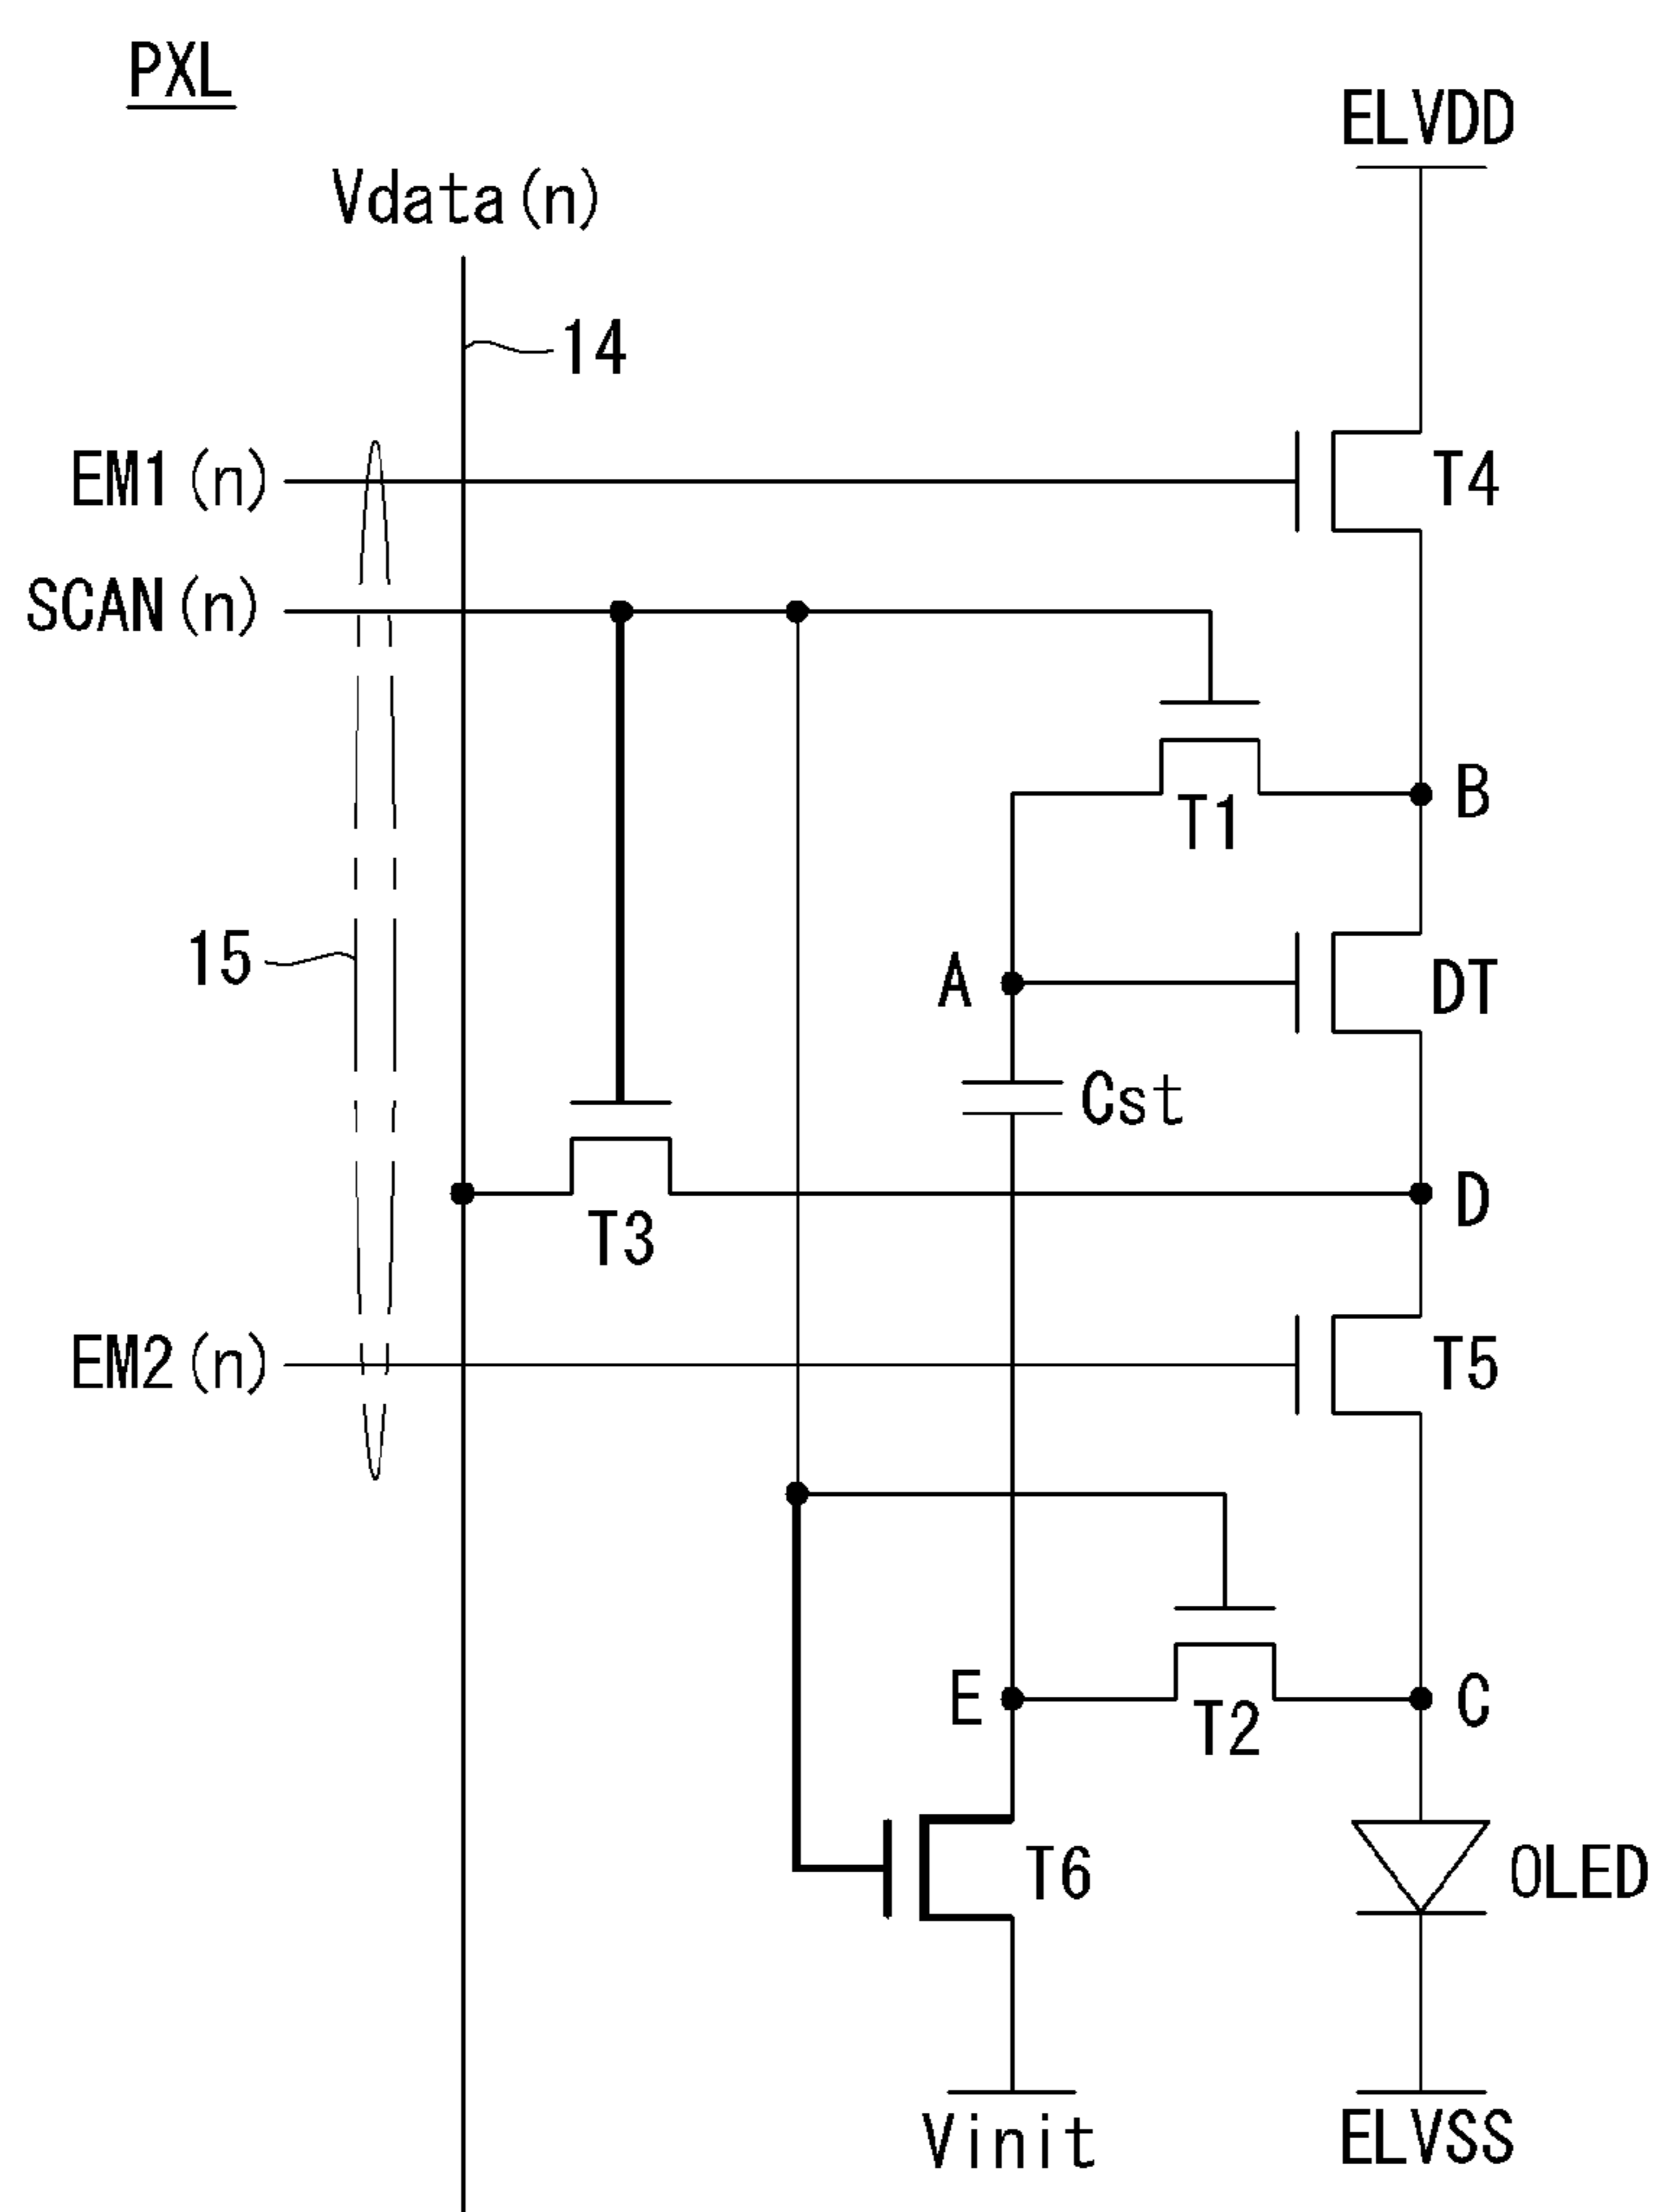 PXL
ELVDD
Vdata(n)
14
EM1(n)
T4
SCAN(n)
B
T1
15
A
DT
Cst
D
T3
EM2(n)
T5
E
C
T2
T6
OLED
Vinit
ELVSS